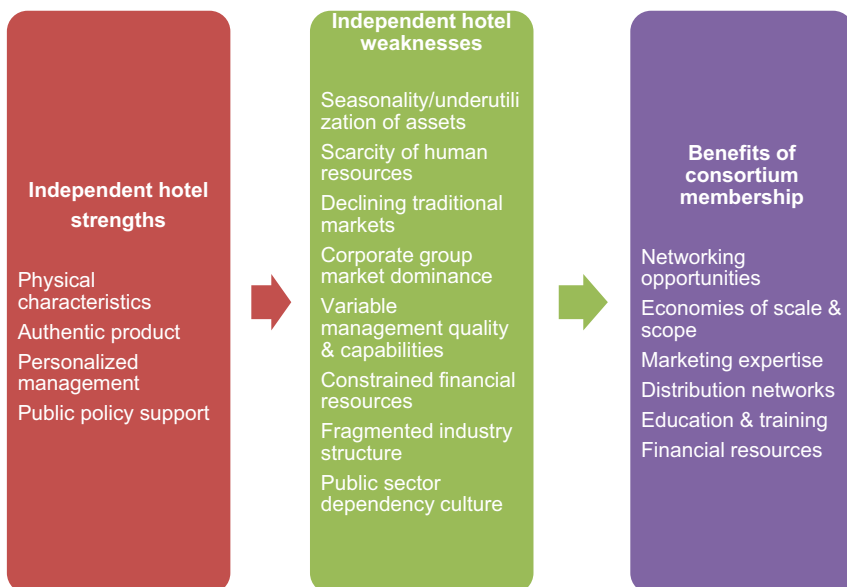 Independent hotel
strengths
Physical
characteristics
Authentic product
Personalized
management
Public policy support
Independent hotel
weaknesses
Seasonality/underutili
zation of assets
Scarcity of human
resources
Declining traditional
markets
Corporate group
market dominance
Variable
management quality
& capabilities
Constrained financial
resources
Fragmented industry
structure
Public sector
dependency culture
Benefits of
consortium
membership
Networking
opportunities
Economies of scale &
scope
Marketing expertise
Distribution networks
Education & training
Financial resources